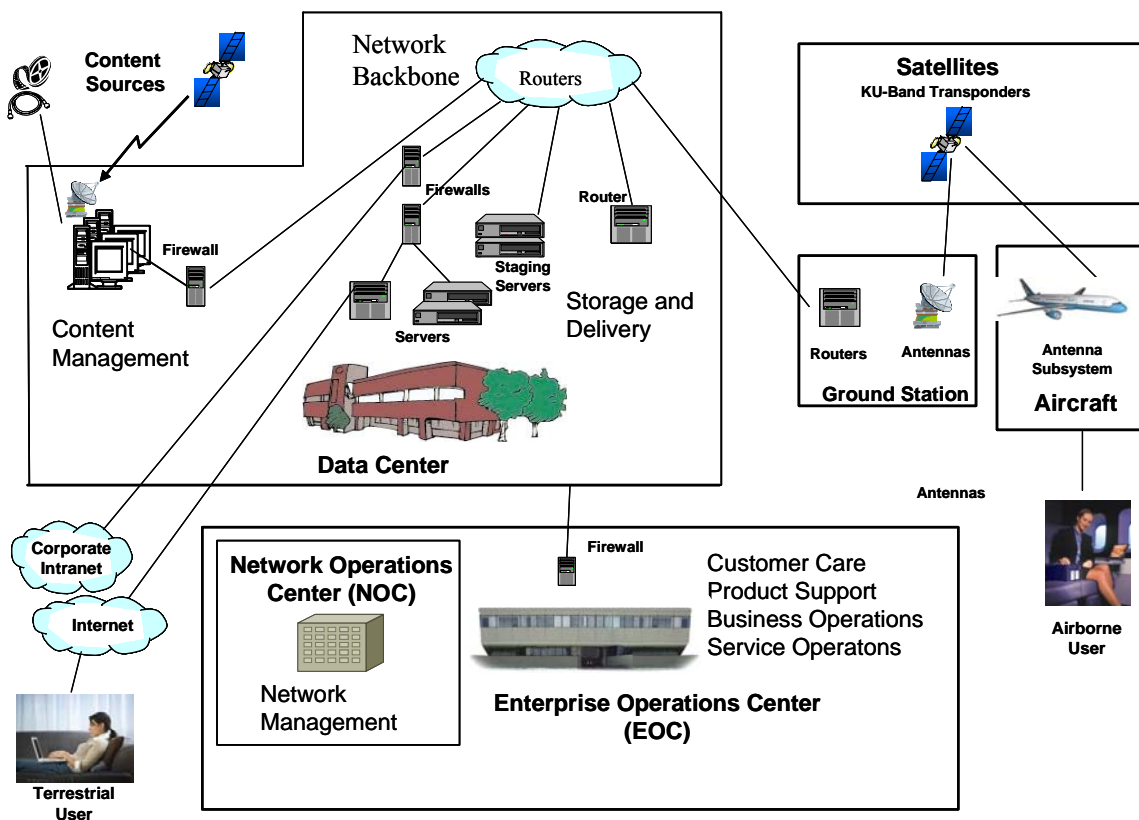 Content
Sources
Network
Backbone
Routers
Satellites
KU-Band Transponders
Firewalls
Router
Firewall
Staging
Servers
Servers
Storage and
Delivery
Content
Management
Data Center
Routers
Antennas
Ground Station
Antenna
Subsystem
Aircraft
Antennas
Corporate
Intranet
Internet
Terrestrial
User
Network Operations
Center (NOC)
Network
Management
Firewall
Customer Care
Product Support
Business Operations
Service Operatons
Enterprise Operations Center
(EOC)
Airborne
User